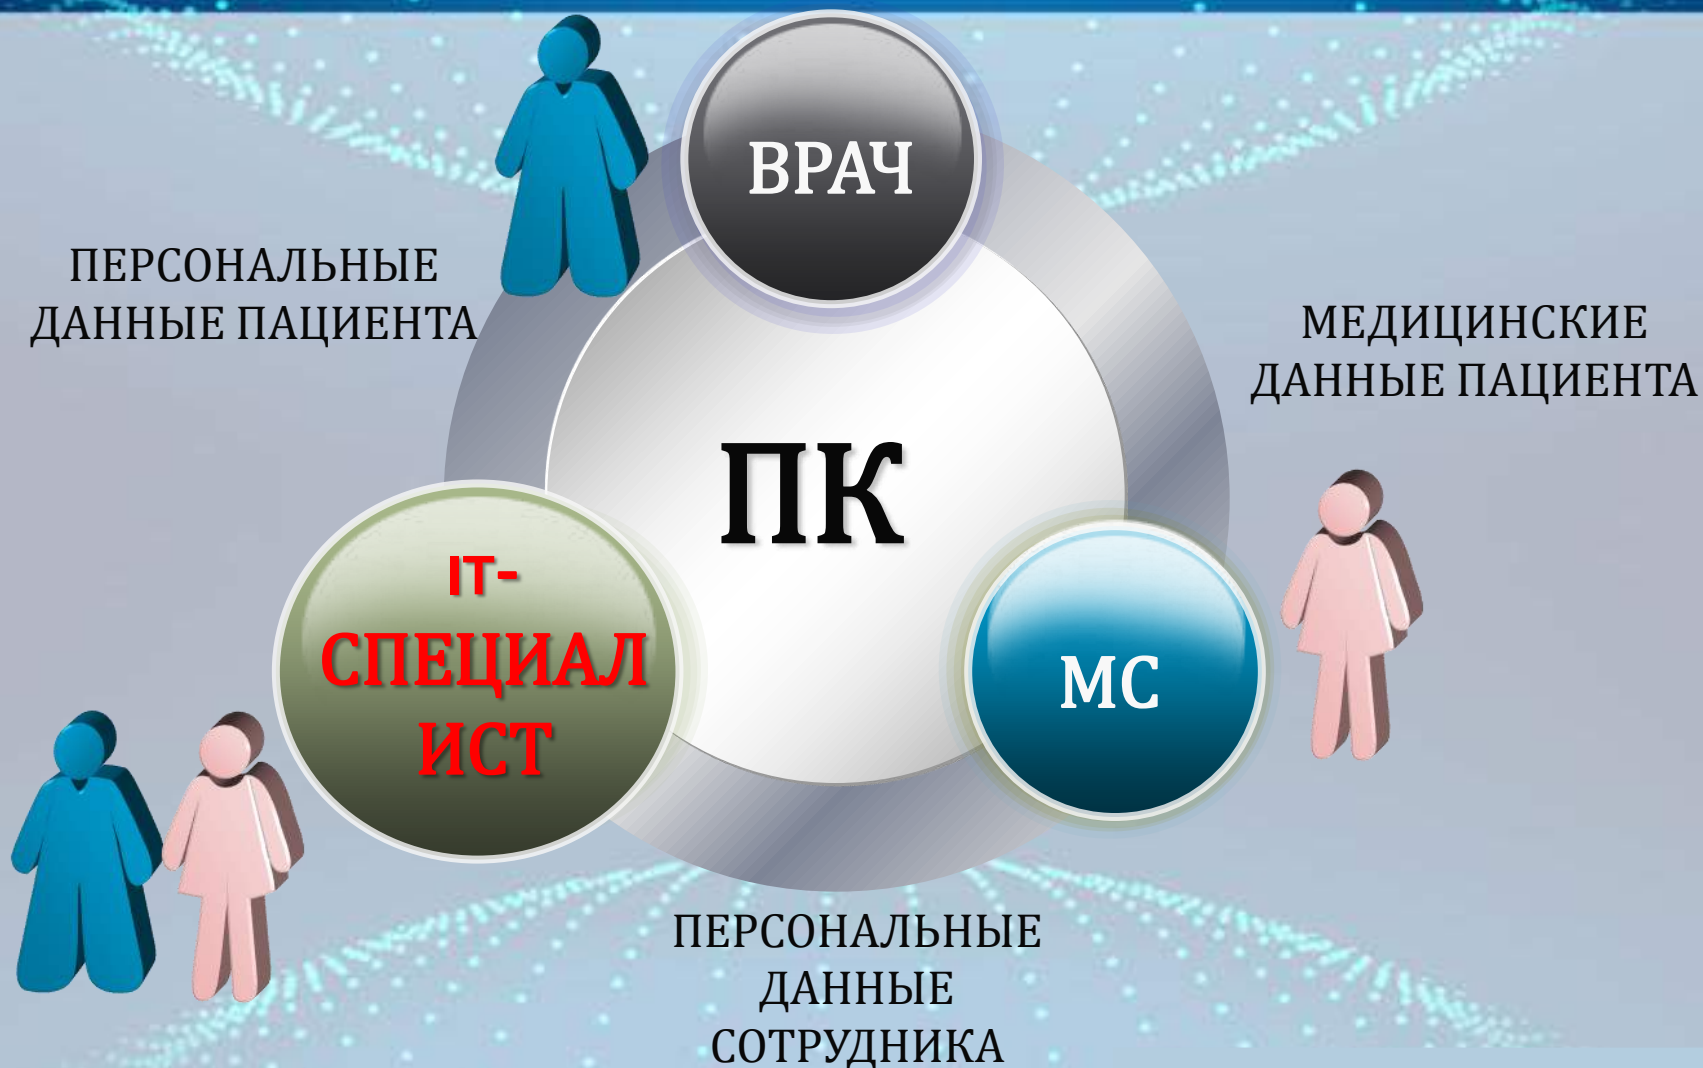 ВРАЧ
ПЕРСОНАЛЬНЫЕ
ДАННЫЕ ПАЦИЕНТА
МЕДИЦИНСКИЕ
ДАННЫЕ ПАЦИЕНТА
ПК
IT-
СПЕЦИАЛ
ИСТ
МС
ПЕРСОНАЛЬНЫЕ
ДАННЫЕ
СОТРУДНИКА